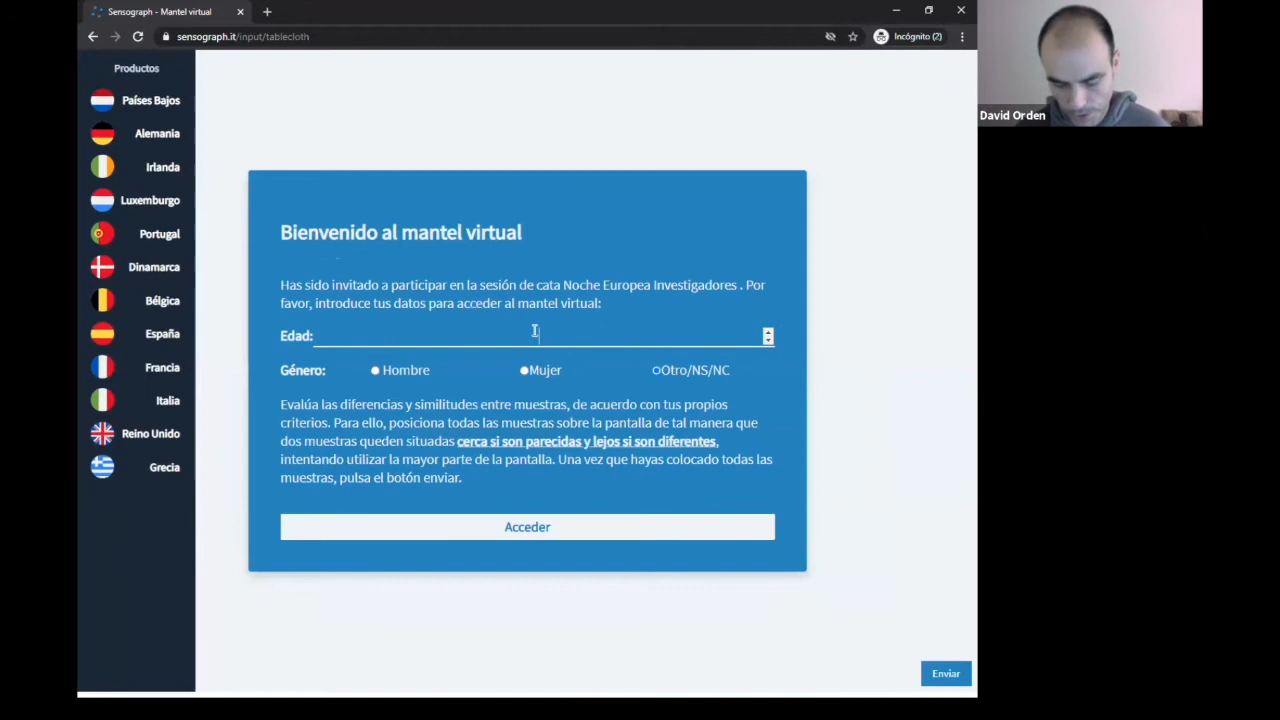 Sensograph - Mantel virtual
sensograph.it/input/tablecloth
Incógnito (2)
David Orden
Productos
Países Bajos
Alemania
Irlanda
Luxemburgo
Portugal
Dinamarca
Bélgica
España
Francia
Italia
Reino Unido
Grecia
Bienvenido al mantel virtual
Has sido invitado a participar en la sesión de cata Noche Europea Investigadores . Por
favor, introduce tus datos para acceder al mantel virtual:
Edad:
Género: Hombre Mujer Otro/NS/NC
Evalúa las diferencias y similitudes entre muestras, de acuerdo con tus propios
criterios. Para ello, posiciona todas las muestras sobre la pantalla de tal manera que
dos muestras queden situadas cerca si son parecidas y lejos si son diferentes,
intentando utilizar la mayor parte de la pantalla. Una vez que hayas colocado todas las
muestras, pulsa el botón enviar.
Acceder
Enviar